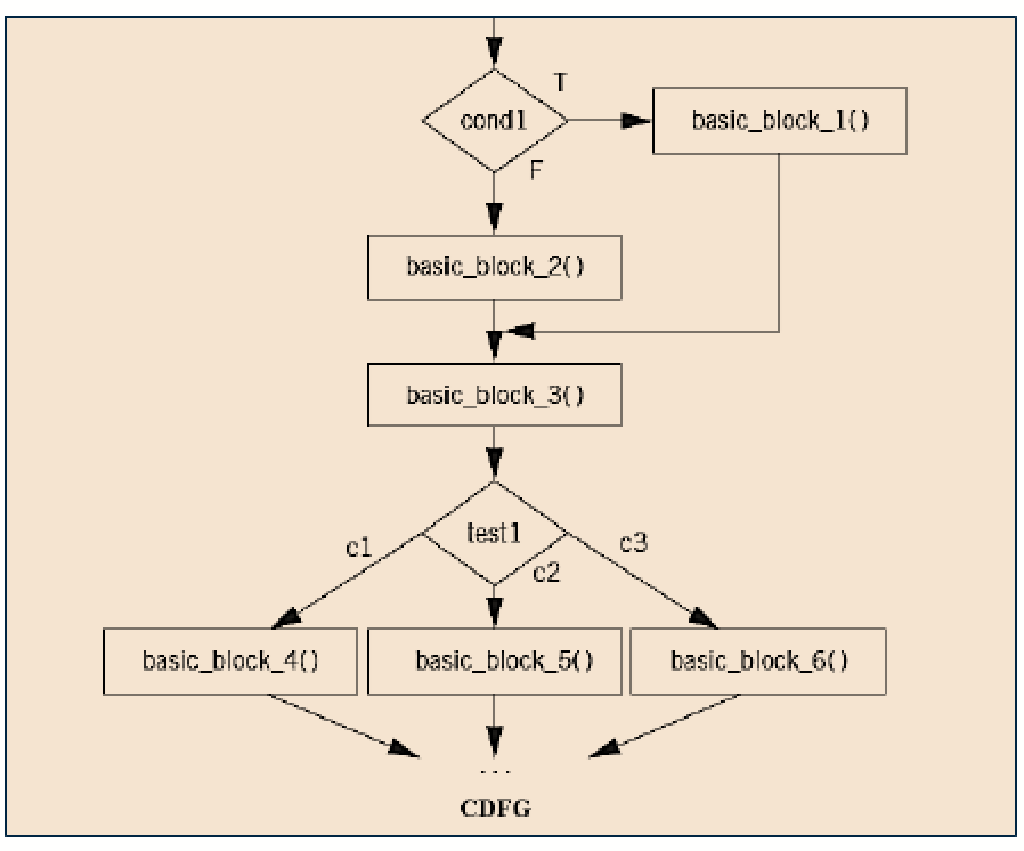 T
cond1
basic_block_1()
F
basic_block_2()
basic_block_3()
test1
c1
c2
c3
basic_block_4()
basic_block_5()
basic_block_6()
...
CDFG